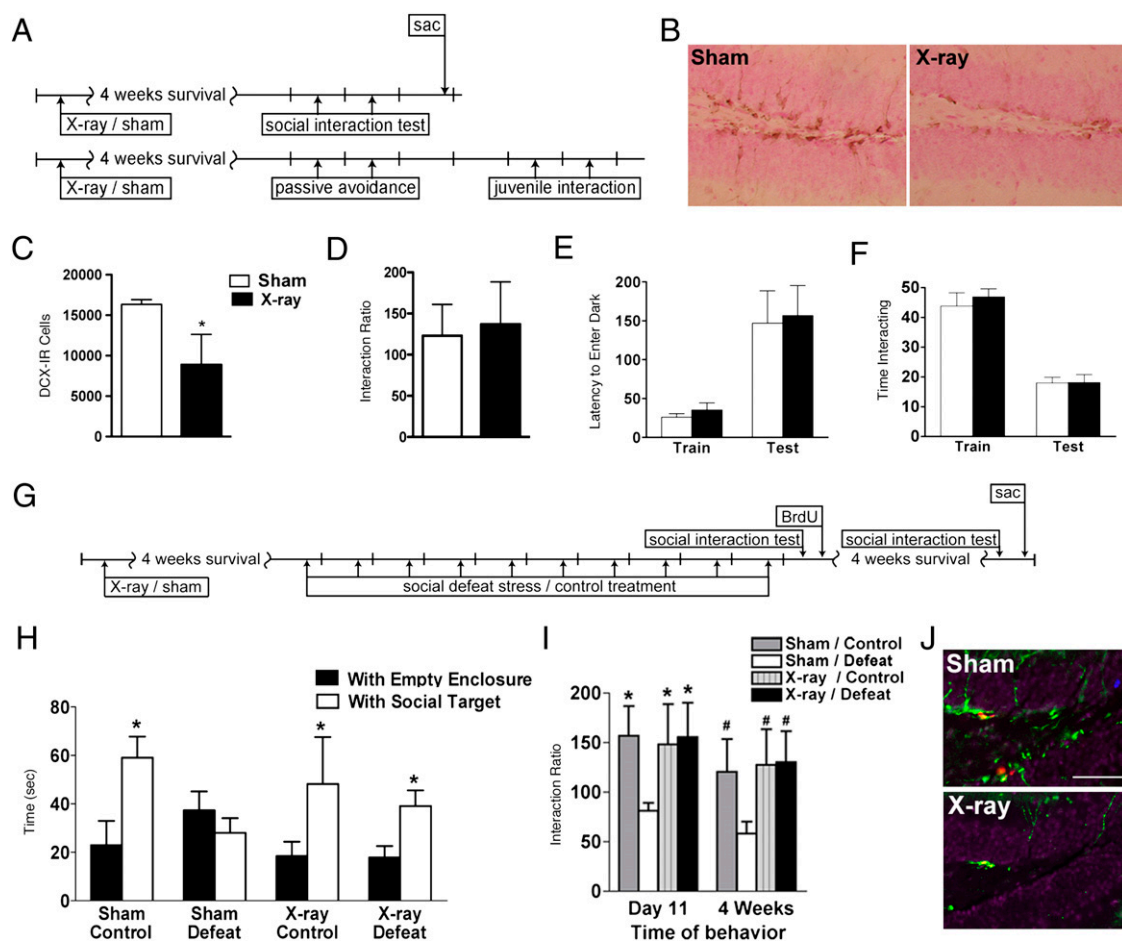 A
sac
4 weeks survival
X-ray / sham
social interaction test
4 weeks survival
X-ray / sham
passive avoidance
juvenile interaction
B
Sham
X-ray
C
20000
15000
10000
5000
0
DCX-IR Cells
*
Sham
X-ray
D
200
150
100
50
0
Interaction Ratio
E
200
150
100
50
0
Latency to Enter Dark
Train
Test
F
50
40
30
20
10
0
Time Interacting
Train
Test
G
sac
BrdU
social interaction test
social interaction test
4 weeks survival
4 weeks survival
X-ray / sham
social defeat stress / control treatment
H
With Empty Enclosure
With Social Target
80
60
40
20
0
Time (sec)
* * *
Sham Control
Sham Defeat
X-ray Control
X-ray Defeat
I
Sham / Control
Sham / Defeat
X-ray / Control
X-ray / Defeat
200
150
100
50
0
Interaction Ratio
* * *
# # #
Day 11
4 Weeks
Time of behavior
J
Sham
X-ray